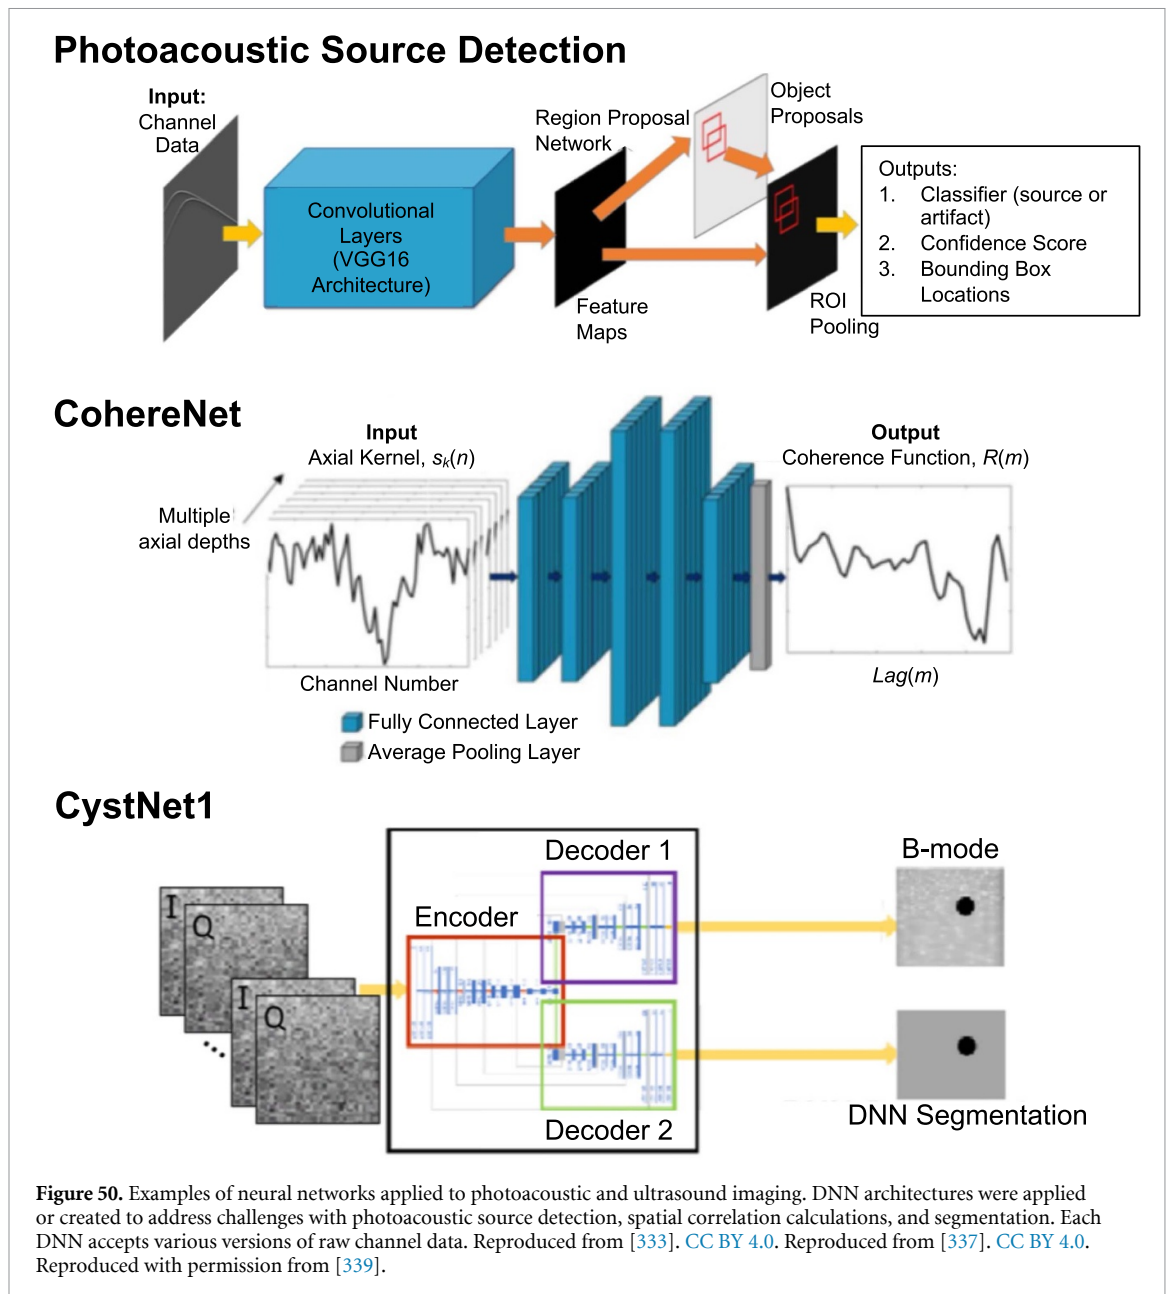 Photoacoustic Source Detection
Input:
Channel
Data
Convolutional
Layers
(VGG16
Architecture)
Region Proposal
Network
Feature
Maps
Object
Proposals
ROI
Pooling
Outputs:
1. Classifier (source or
artifact)
2. Confidence Score
3. Bounding Box
Locations
CohereNet
Input
Axial Kernel, sₖ(n)
Multiple
axial depths
Channel Number
Output
Coherence Function, R(m)
Lag(m)
Fully Connected Layer
Average Pooling Layer
CystNet1
I
Q
I
Q
Encoder
Decoder 1
Decoder 2
B-mode
DNN Segmentation
Figure 50. Examples of neural networks applied to photoacoustic and ultrasound imaging. DNN architectures were applied
or created to address challenges with photoacoustic source detection, spatial correlation calculations, and segmentation. Each
DNN accepts various versions of raw channel data. Reproduced from [333]. CC BY 4.0. Reproduced from [337]. CC BY 4.0.
Reproduced with permission from [339].